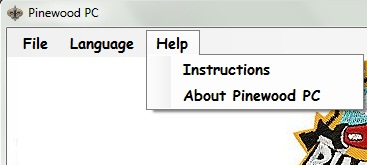 Pinewood PC
File Language Help
Instructions
About Pinewood PC